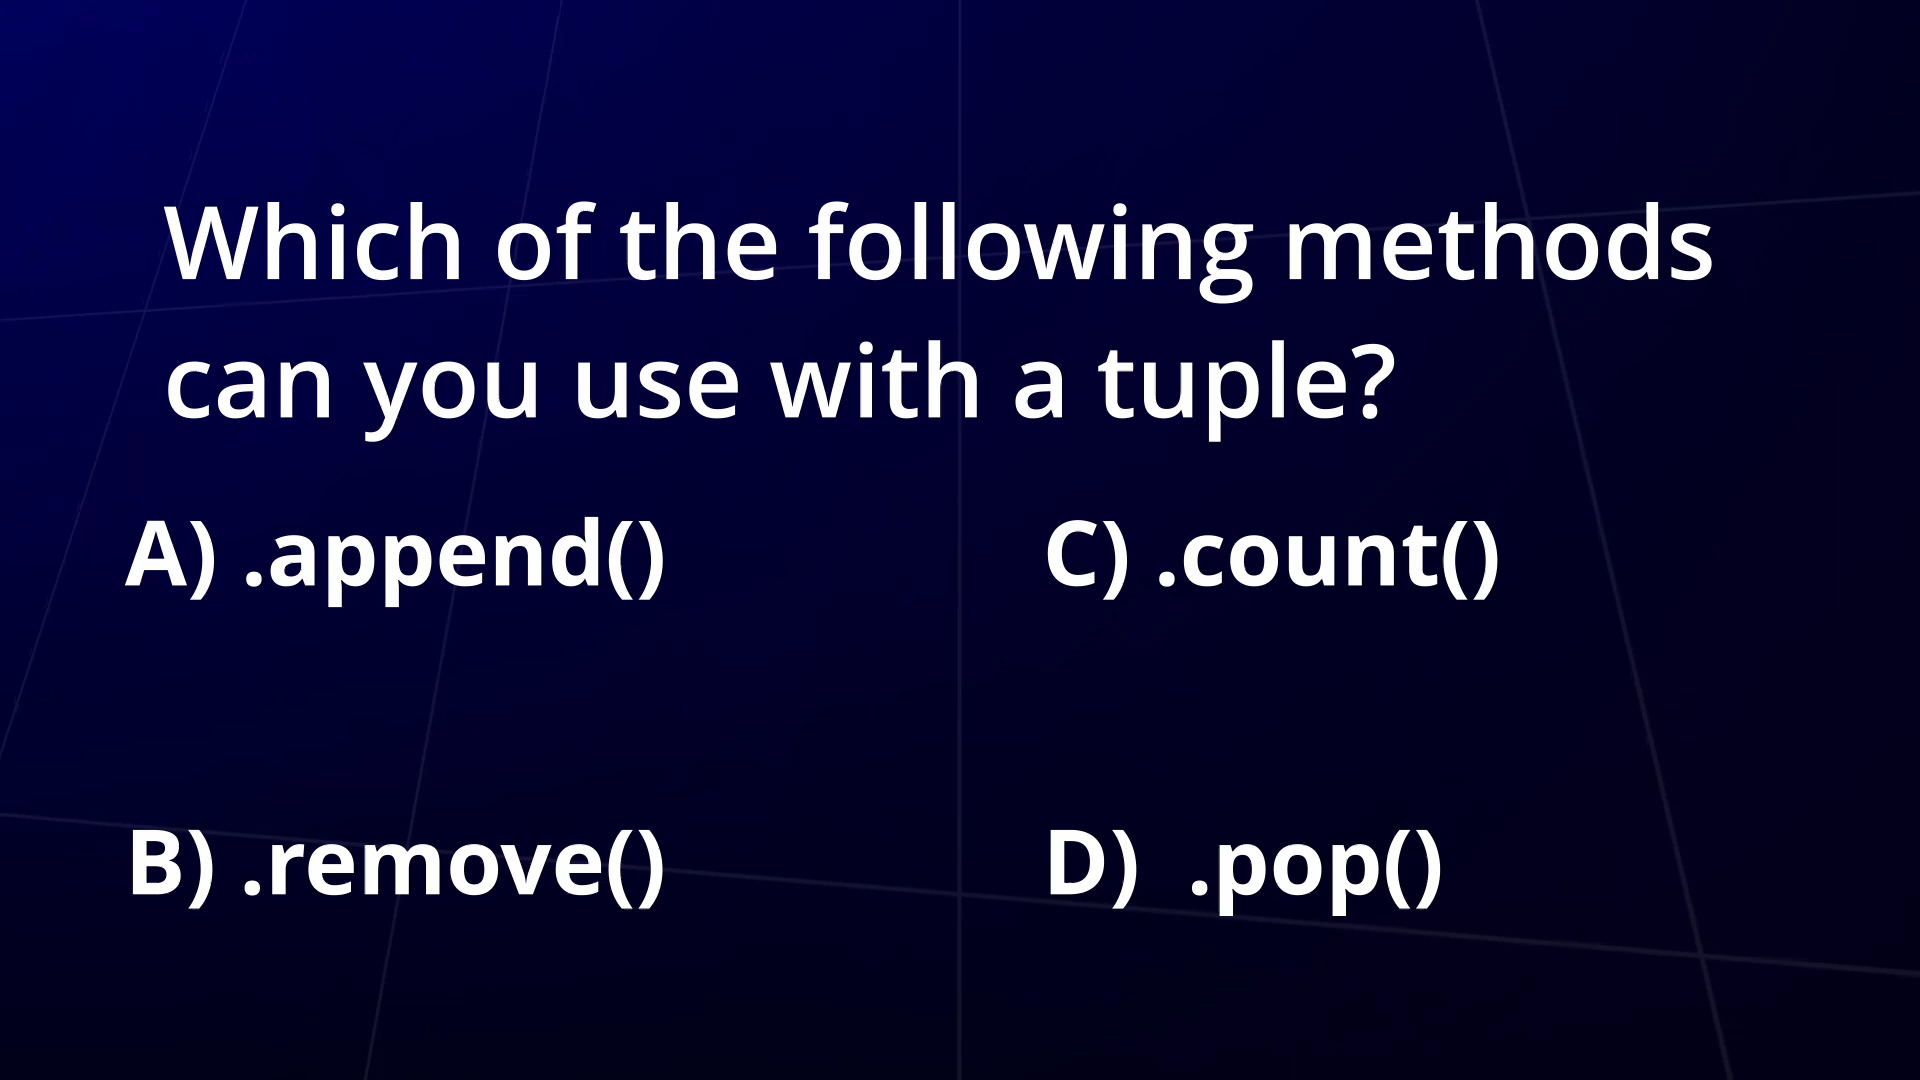 Which of the following methods
can you use with a tuple?
A) .append()
C) .count()
B) .remove()
D) .pop()